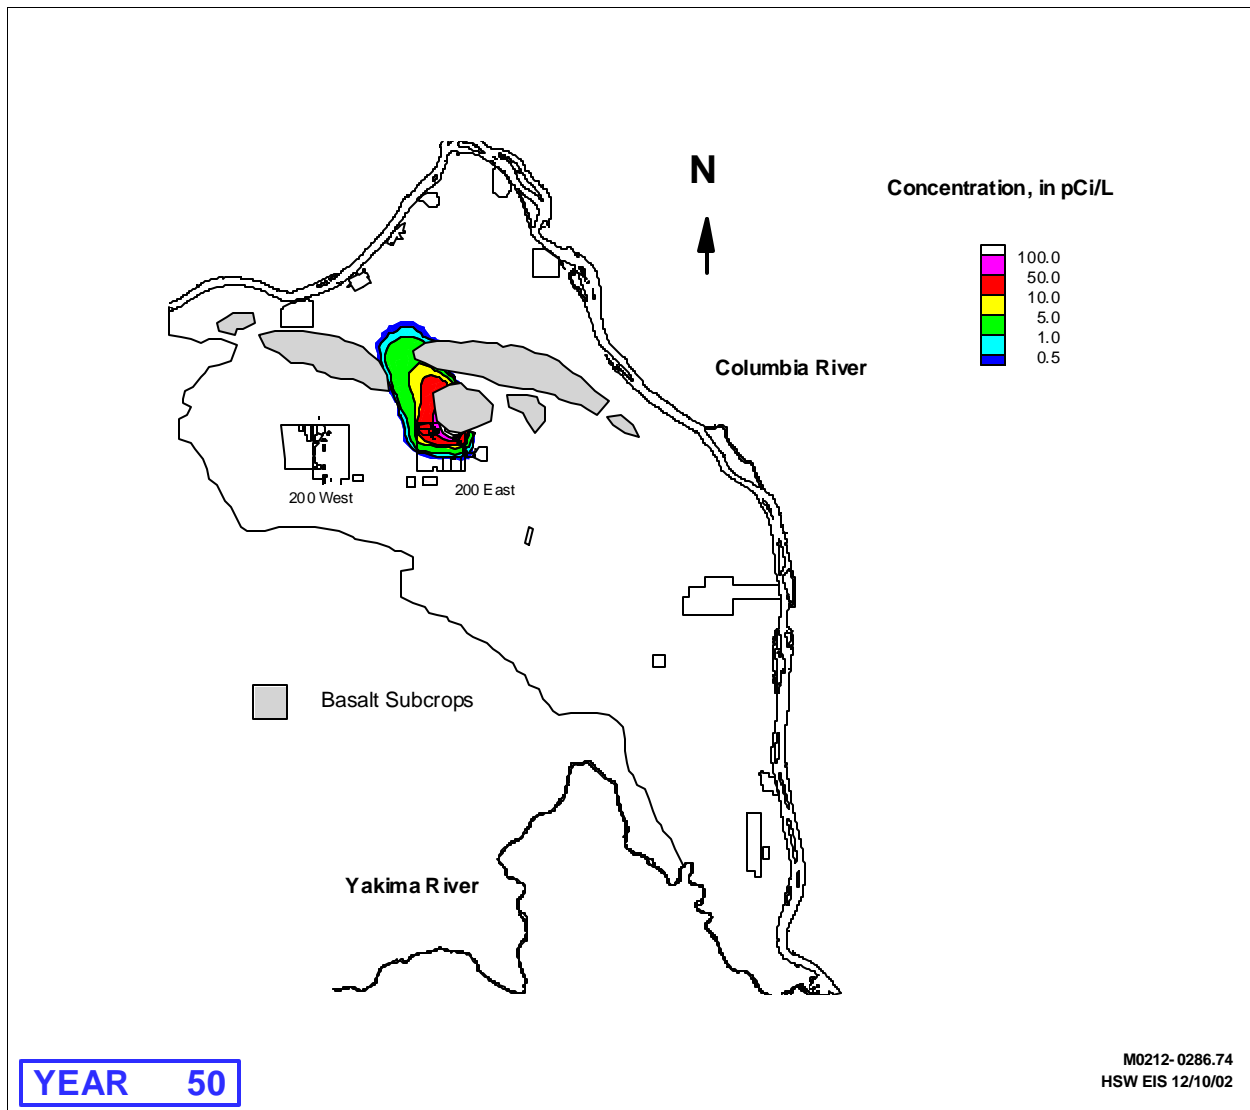 N
Concentration, in pCi/L
100.0
50.0
10.0
5.0
1.0
0.5
Columbia River
200 West
200 East
Basalt Subcrops
Yakima River
YEAR 50
M0212-0286.74
HSW EIS 12/10/02